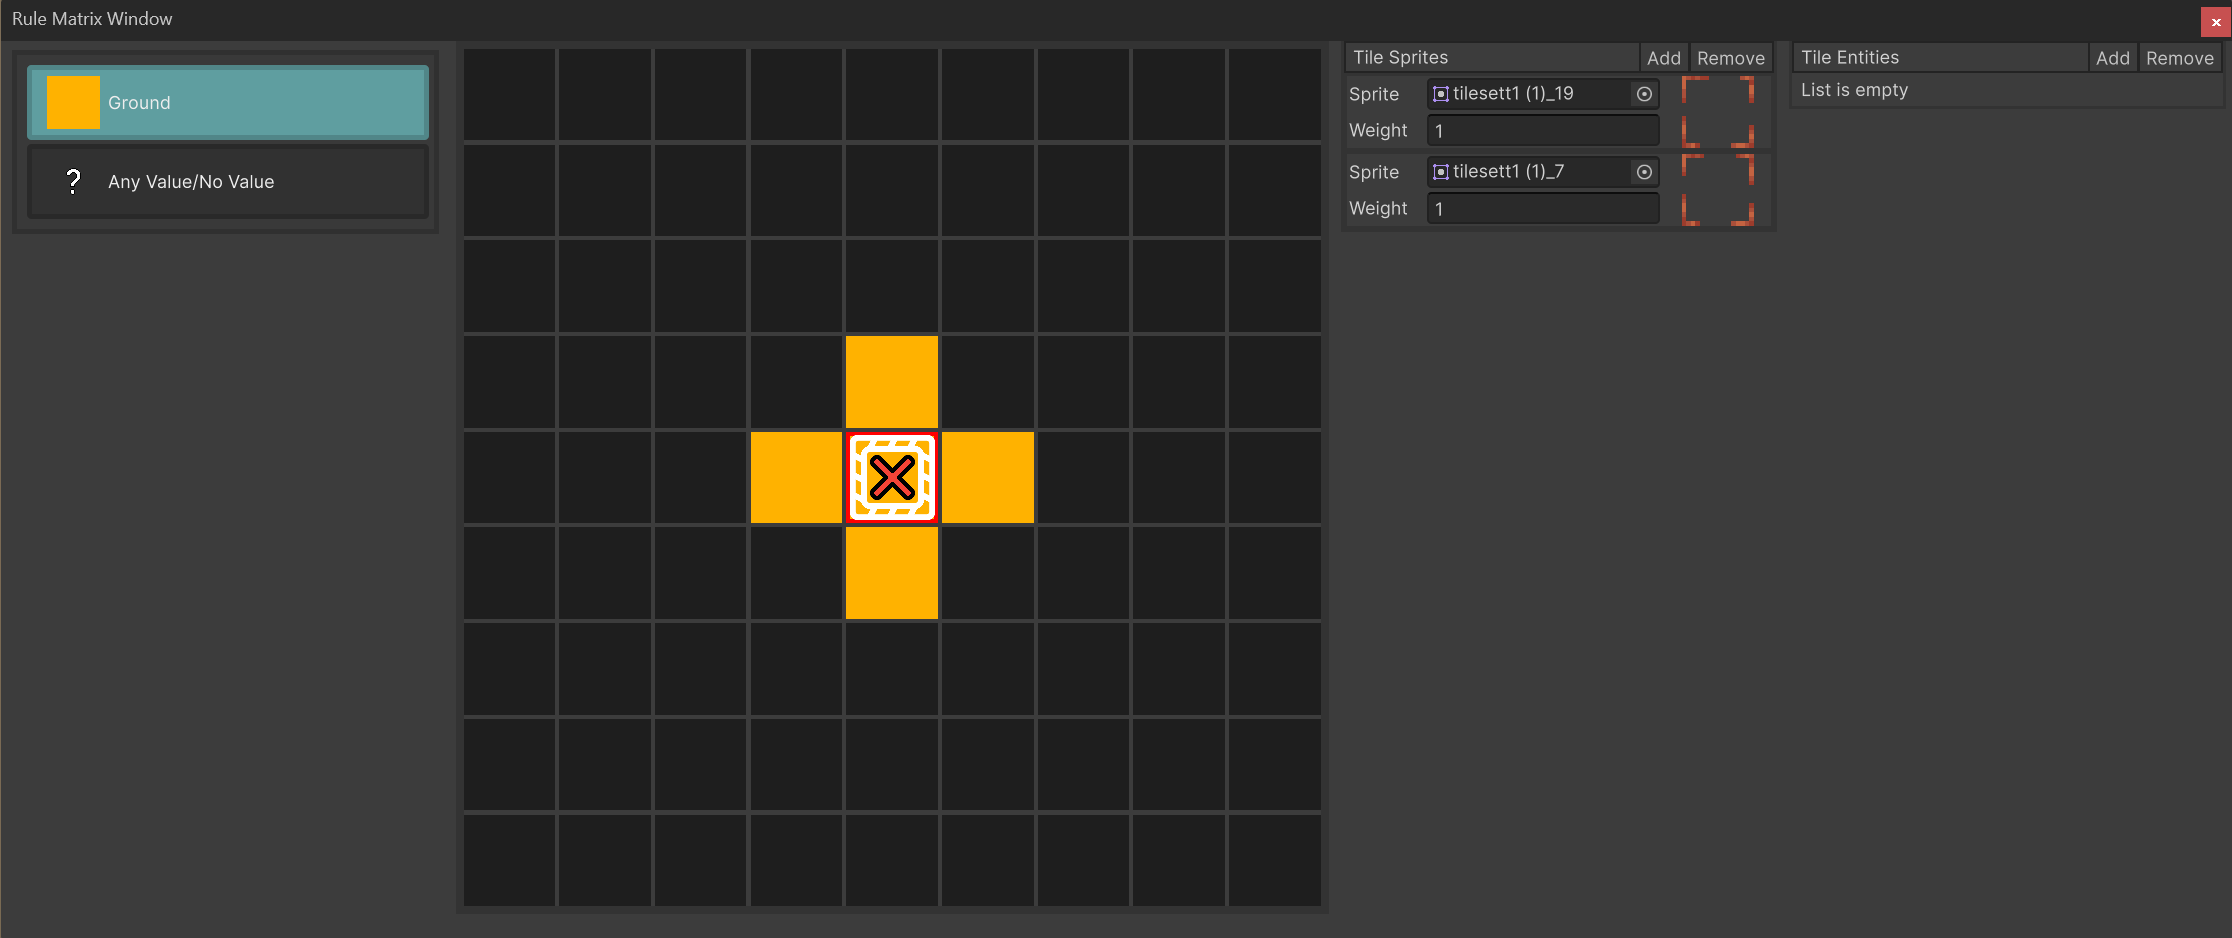 Rule Matrix Window
×
Ground
? Any Value/No Value
Tile Sprites Add Remove
Sprite tilesett1 (1)_19
Weight 1
Sprite tilesett1 (1)_7
Weight 1
Tile Entities Add Remove
List is empty